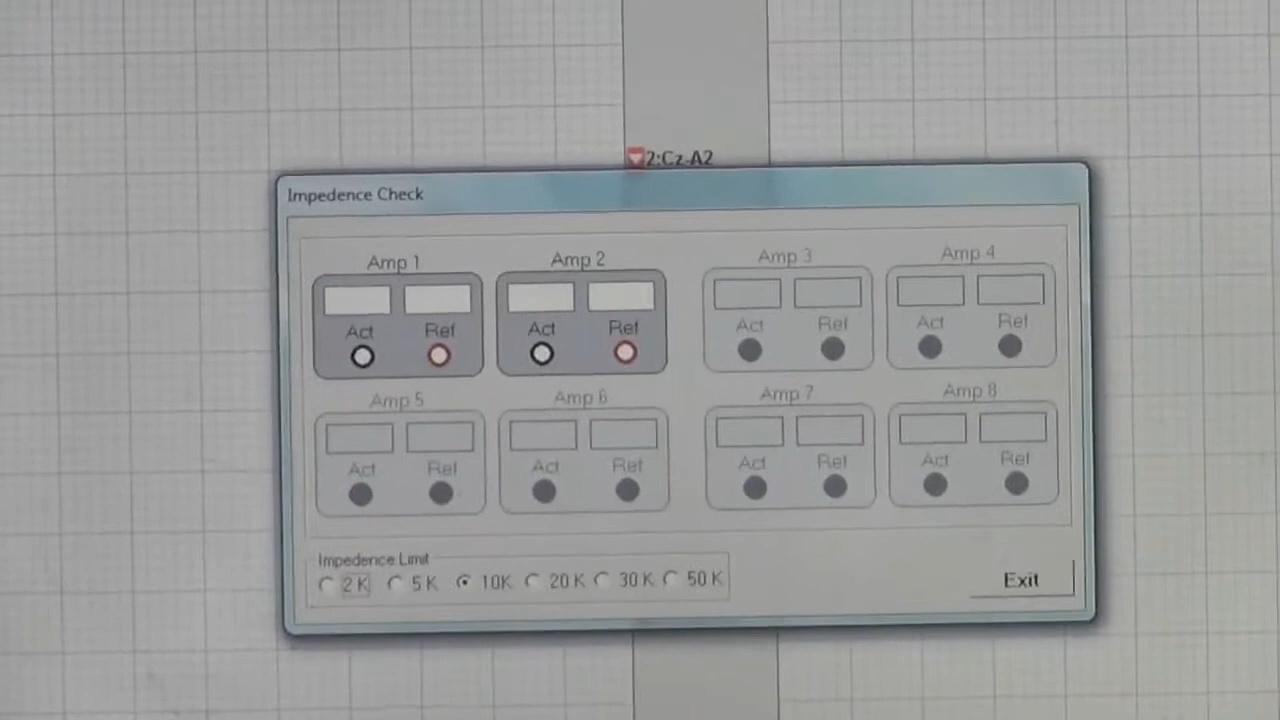 2:Cz-A2
Impedence Check
Amp 1 Amp 2 Amp 3 Amp 4
Act Ref Act Ref Act Ref Act Ref
Amp 5 Amp 6 Amp 7 Amp 8
Act Ref Act Ref Act Ref Act Ref
Impedence Limit
2 K 5 K 10K 20 K 30 K 50 K
Exit